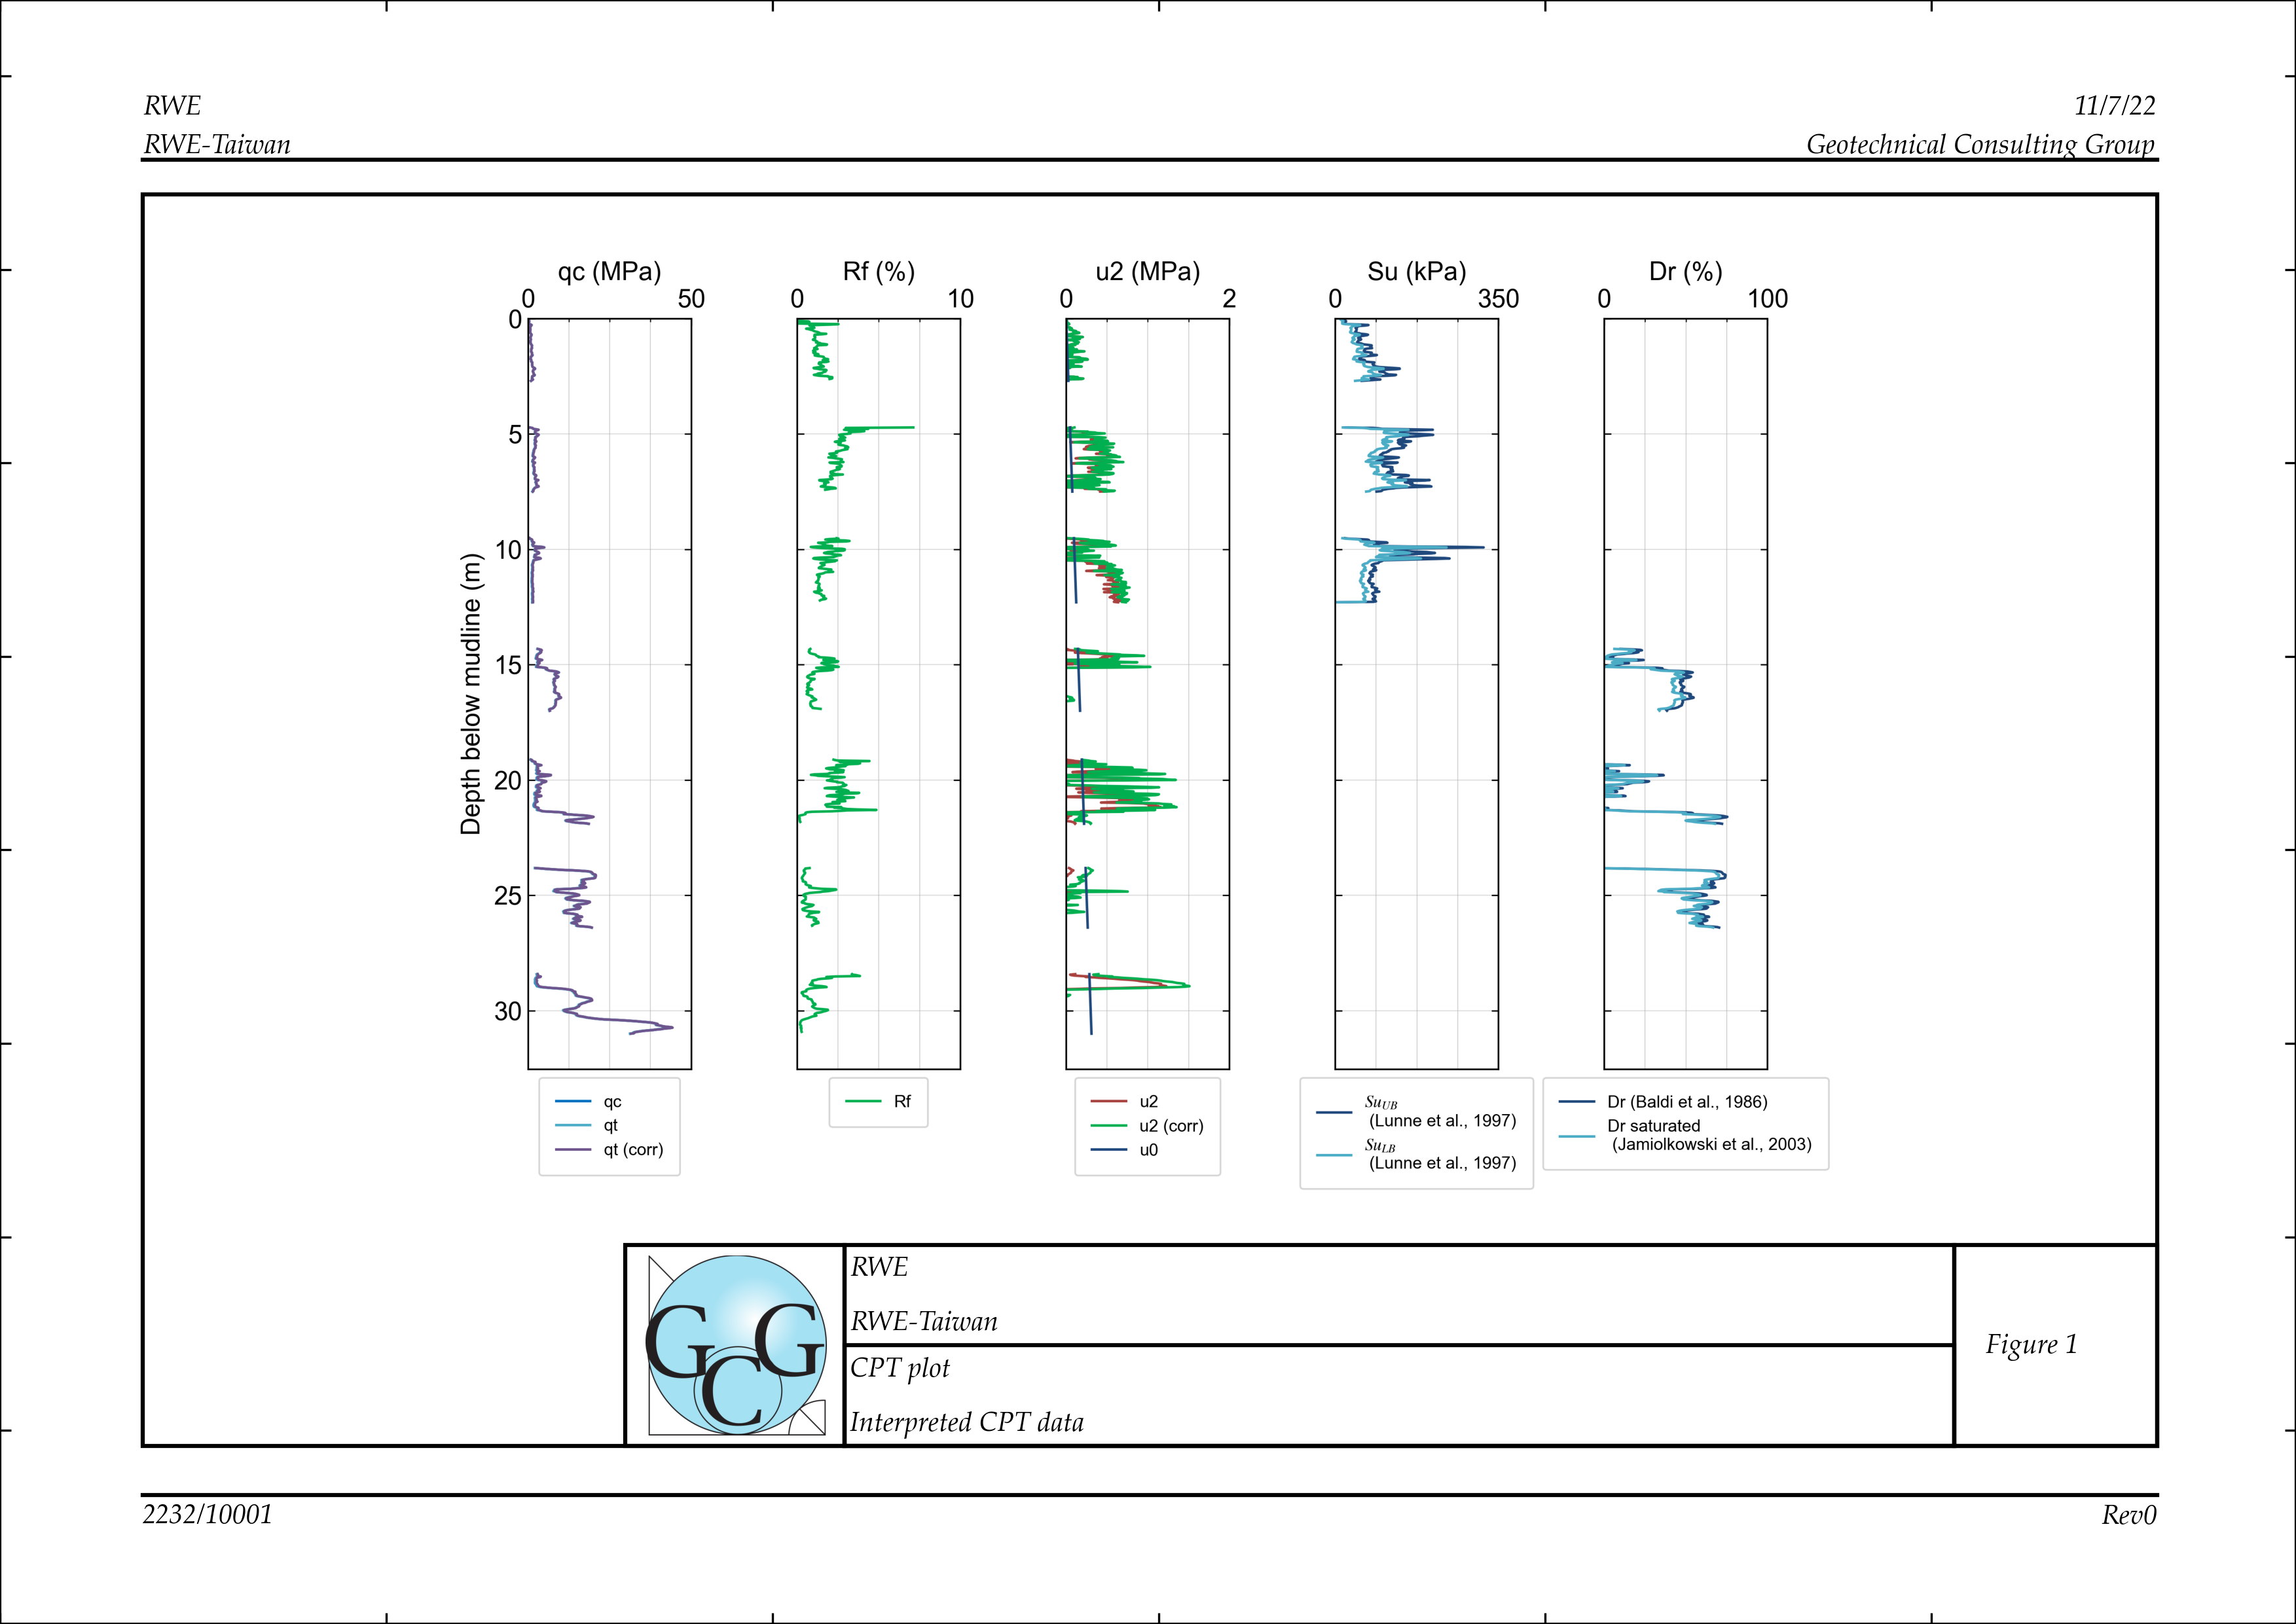 RWE
11/7/22
RWE-Taiwan
Geotechnical Consulting Group
qc (MPa)
Rf (%)
u2 (MPa)
Su (kPa)
Dr (%)
0 50
0 10
0 2
0 350
0 100
0
5
10
15
20
25
30
Depth below mudline (m)
qc
qt
qt (corr)
Rf
u2
u2 (corr)
u0
SuUB
(Lunne et al., 1997)
SuLB
(Lunne et al., 1997)
Dr (Baldi et al., 1986)
Dr saturated
(Jamiolkowski et al., 2003)
GCG
RWE
RWE-Taiwan
CPT plot
Interpreted CPT data
Figure 1
2232/10001
Rev0